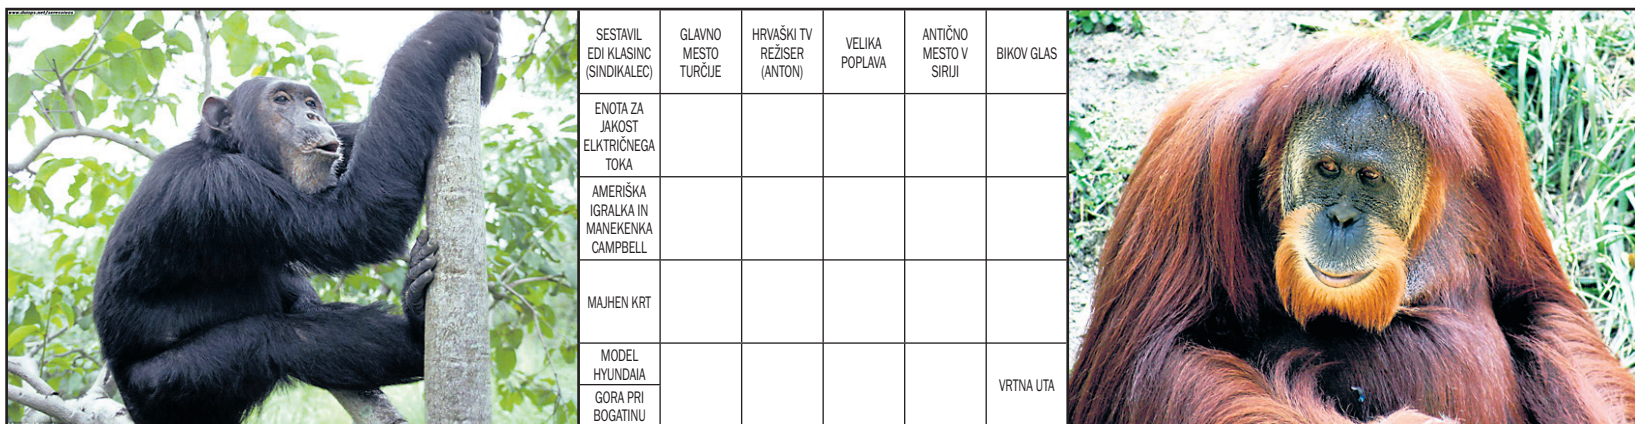 SESTAVIL
EDI KLASINC
(SINDIKALEC)
GLAVNO
MESTO
TURČIJE
HRVAŠKI TV
REŽISER
(ANTON)
VELIKA
POPLAVA
ANTIČNO
MESTO V
SIRIJI
BIKOV GLAS
ENOTA ZA
JAKOST
ELKTRIČNEGA
TOKA
AMERIŠKA
IGRALKA IN
MANEKENKA
CAMPBELL
MAJHEN KRT
MODEL
HYUNDAIA
GORA PRI
BOGATINU
VRTNA UTA